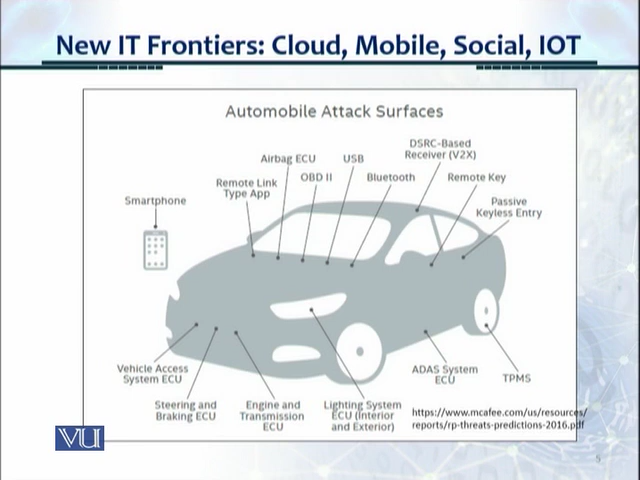 New IT Frontiers: Cloud, Mobile, Social, IOT
Automobile Attack Surfaces
DSRC-Based
Receiver (V2X)
Airbag ECU
USB
Remote Link
Type App
OBD II
Bluetooth
Remote Key
Smartphone
Passive
Keyless Entry
Vehicle Access
System ECU
ADAS System
ECU
TPMS
Steering and
Braking ECU
Engine and
Transmission
ECU
Lighting System
ECU (Interior
and Exterior)
https://www.mcafee.com/us/resources/
reports/rp-threats-predictions-2016.pdf
VU
5